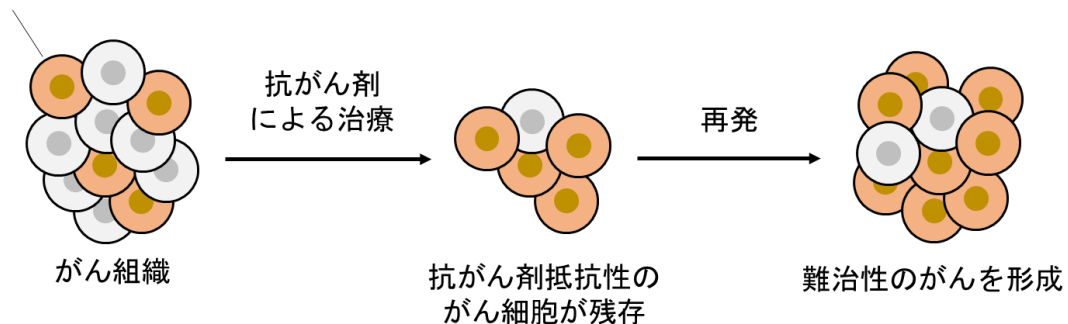 抗がん剤
による治療
再発
がん組織
抗がん剤抵抗性の
がん細胞が残存
難治性のがんを形成